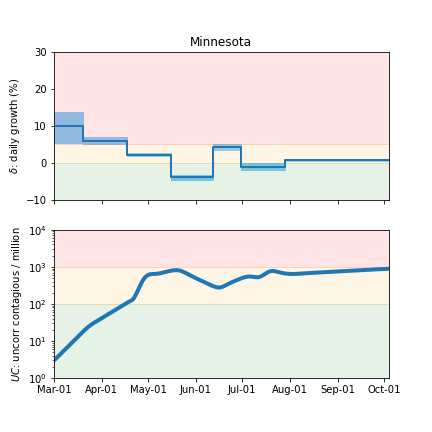 Minnesota
30
20
10
0
−10
δ: daily growth (%)
10⁴
10³
10²
10¹
10⁰
UC: uncorr contagious / million
Mar-01 Apr-01 May-01 Jun-01 Jul-01 Aug-01 Sep-01 Oct-01